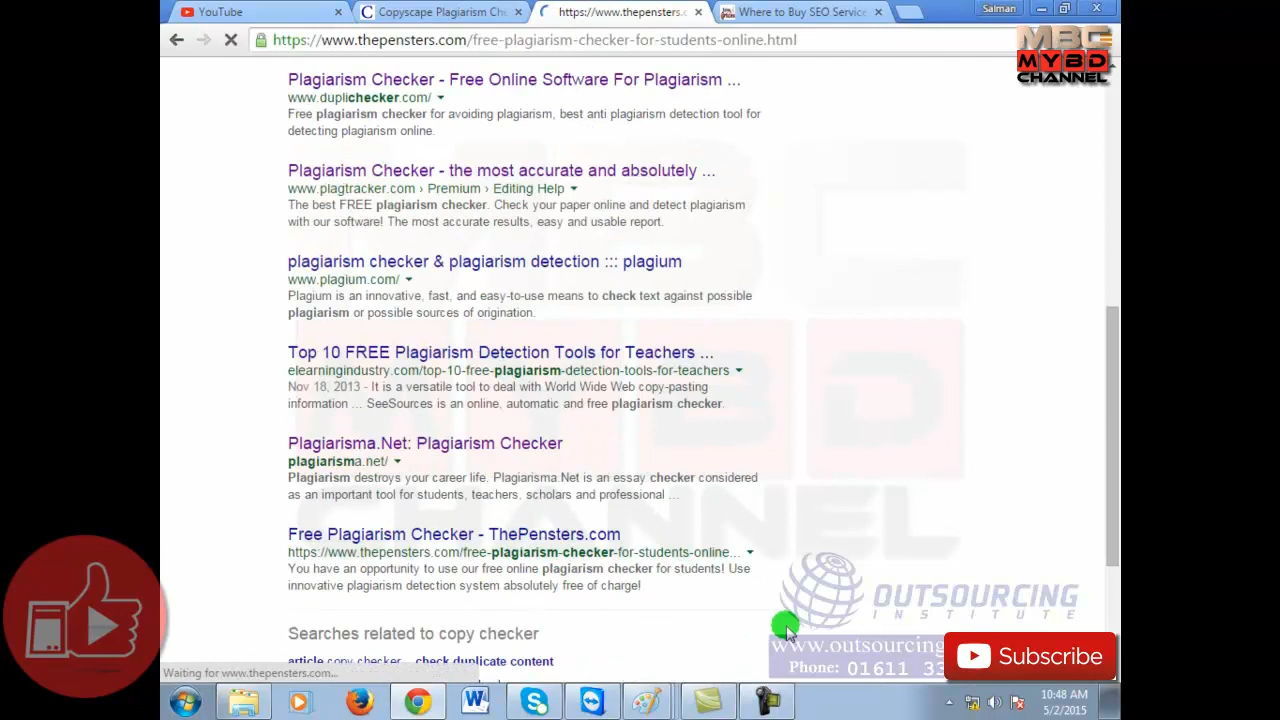 YouTube
Copyscape Plagiarism Che
https://www.thepensters.c
Where to Buy SEO Service
Salman
https://www.thepensters.com/free-plagiarism-checker-for-students-online.html
MBC
MYBD
CHANNEL
Plagiarism Checker - Free Online Software For Plagiarism ...
www.duplichecker.com/
Free plagiarism checker for avoiding plagiarism, best anti plagiarism detection tool for
detecting plagiarism online.
Plagiarism Checker - the most accurate and absolutely ...
www.plagtracker.com › Premium › Editing Help
The best FREE plagiarism checker. Check your paper online and detect plagiarism
with our software! The most accurate results, easy and usable report.
plagiarism checker & plagiarism detection ::: plagium
www.plagium.com/
Plagium is an innovative, fast, and easy-to-use means to check text against possible
plagiarism or possible sources of origination.
Top 10 FREE Plagiarism Detection Tools for Teachers ...
elearningindustry.com/top-10-free-plagiarism-detection-tools-for-teachers
Nov 18, 2013 - It is a versatile tool to deal with World Wide Web copy-pasting
information ... SeeSources is an online, automatic and free plagiarism checker.
Plagiarisma.Net: Plagiarism Checker
plagiarisma.net/
Plagiarism destroys your career life. Plagiarisma.Net is an essay checker considered
as an important tool for students, teachers, scholars and professional ...
Free Plagiarism Checker - ThePensters.com
https://www.thepensters.com/free-plagiarism-checker-for-students-online...
You have an opportunity to use our free online plagiarism checker for students! Use
innovative plagiarism detection system absolutely free of charge!
Searches related to copy checker
article copy checker
check duplicate content
Waiting for www.thepensters.com...
MBC
MYBD
CHANNEL
OUTSOURCING
INSTITUTE
www.outsourcing
Phone: 01611 33
Subscribe
10:48 AM
5/2/2015